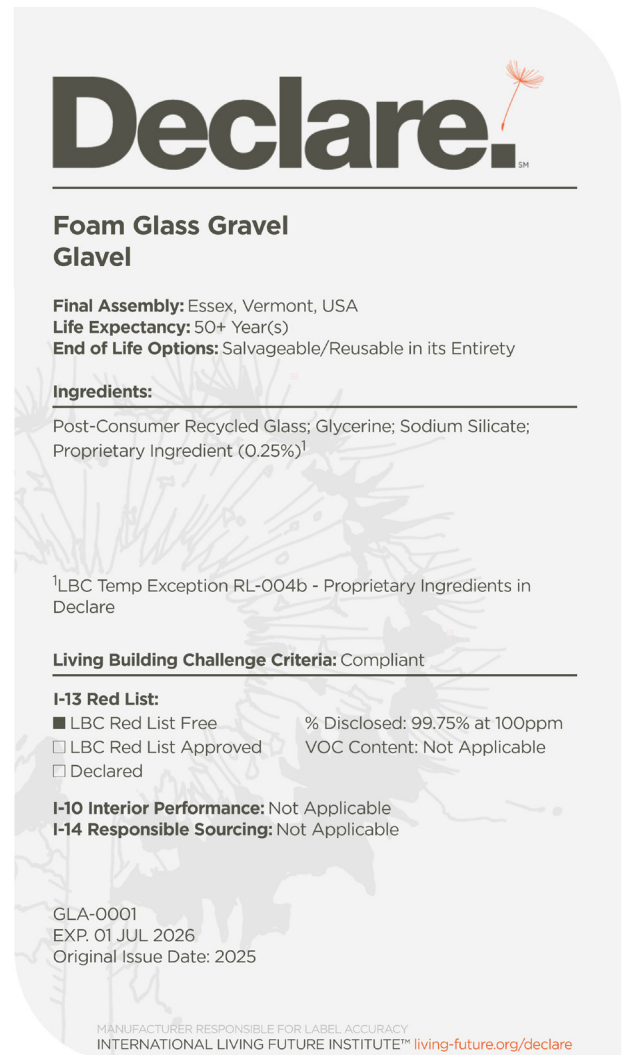 Declare.
SM
Foam Glass Gravel
Glavel
Final Assembly: Essex, Vermont, USA
Life Expectancy: 50+ Year(s)
End of Life Options: Salvageable/Reusable in its Entirety
Ingredients:
Post-Consumer Recycled Glass; Glycerine; Sodium Silicate;
Proprietary Ingredient (0.25%)¹
¹LBC Temp Exception RL-004b - Proprietary Ingredients in
Declare
Living Building Challenge Criteria: Compliant
I-13 Red List:
■ LBC Red List Free % Disclosed: 99.75% at 100ppm
□ LBC Red List Approved VOC Content: Not Applicable
□ Declared
I-10 Interior Performance: Not Applicable
I-14 Responsible Sourcing: Not Applicable
GLA-0001
EXP. 01 JUL 2026
Original Issue Date: 2025
MANUFACTURER RESPONSIBLE FOR LABEL ACCURACY
INTERNATIONAL LIVING FUTURE INSTITUTE™ living-future.org/declare